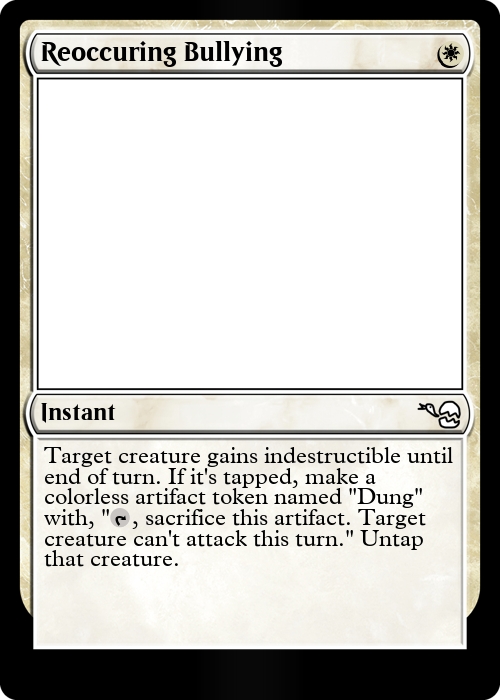 Reoccuring Bullying
Instant
Target creature gains indestructible until
end of turn. If it's tapped, make a
colorless artifact token named "Dung"
with, " , sacrifice this artifact. Target
creature can't attack this turn." Untap
that creature.